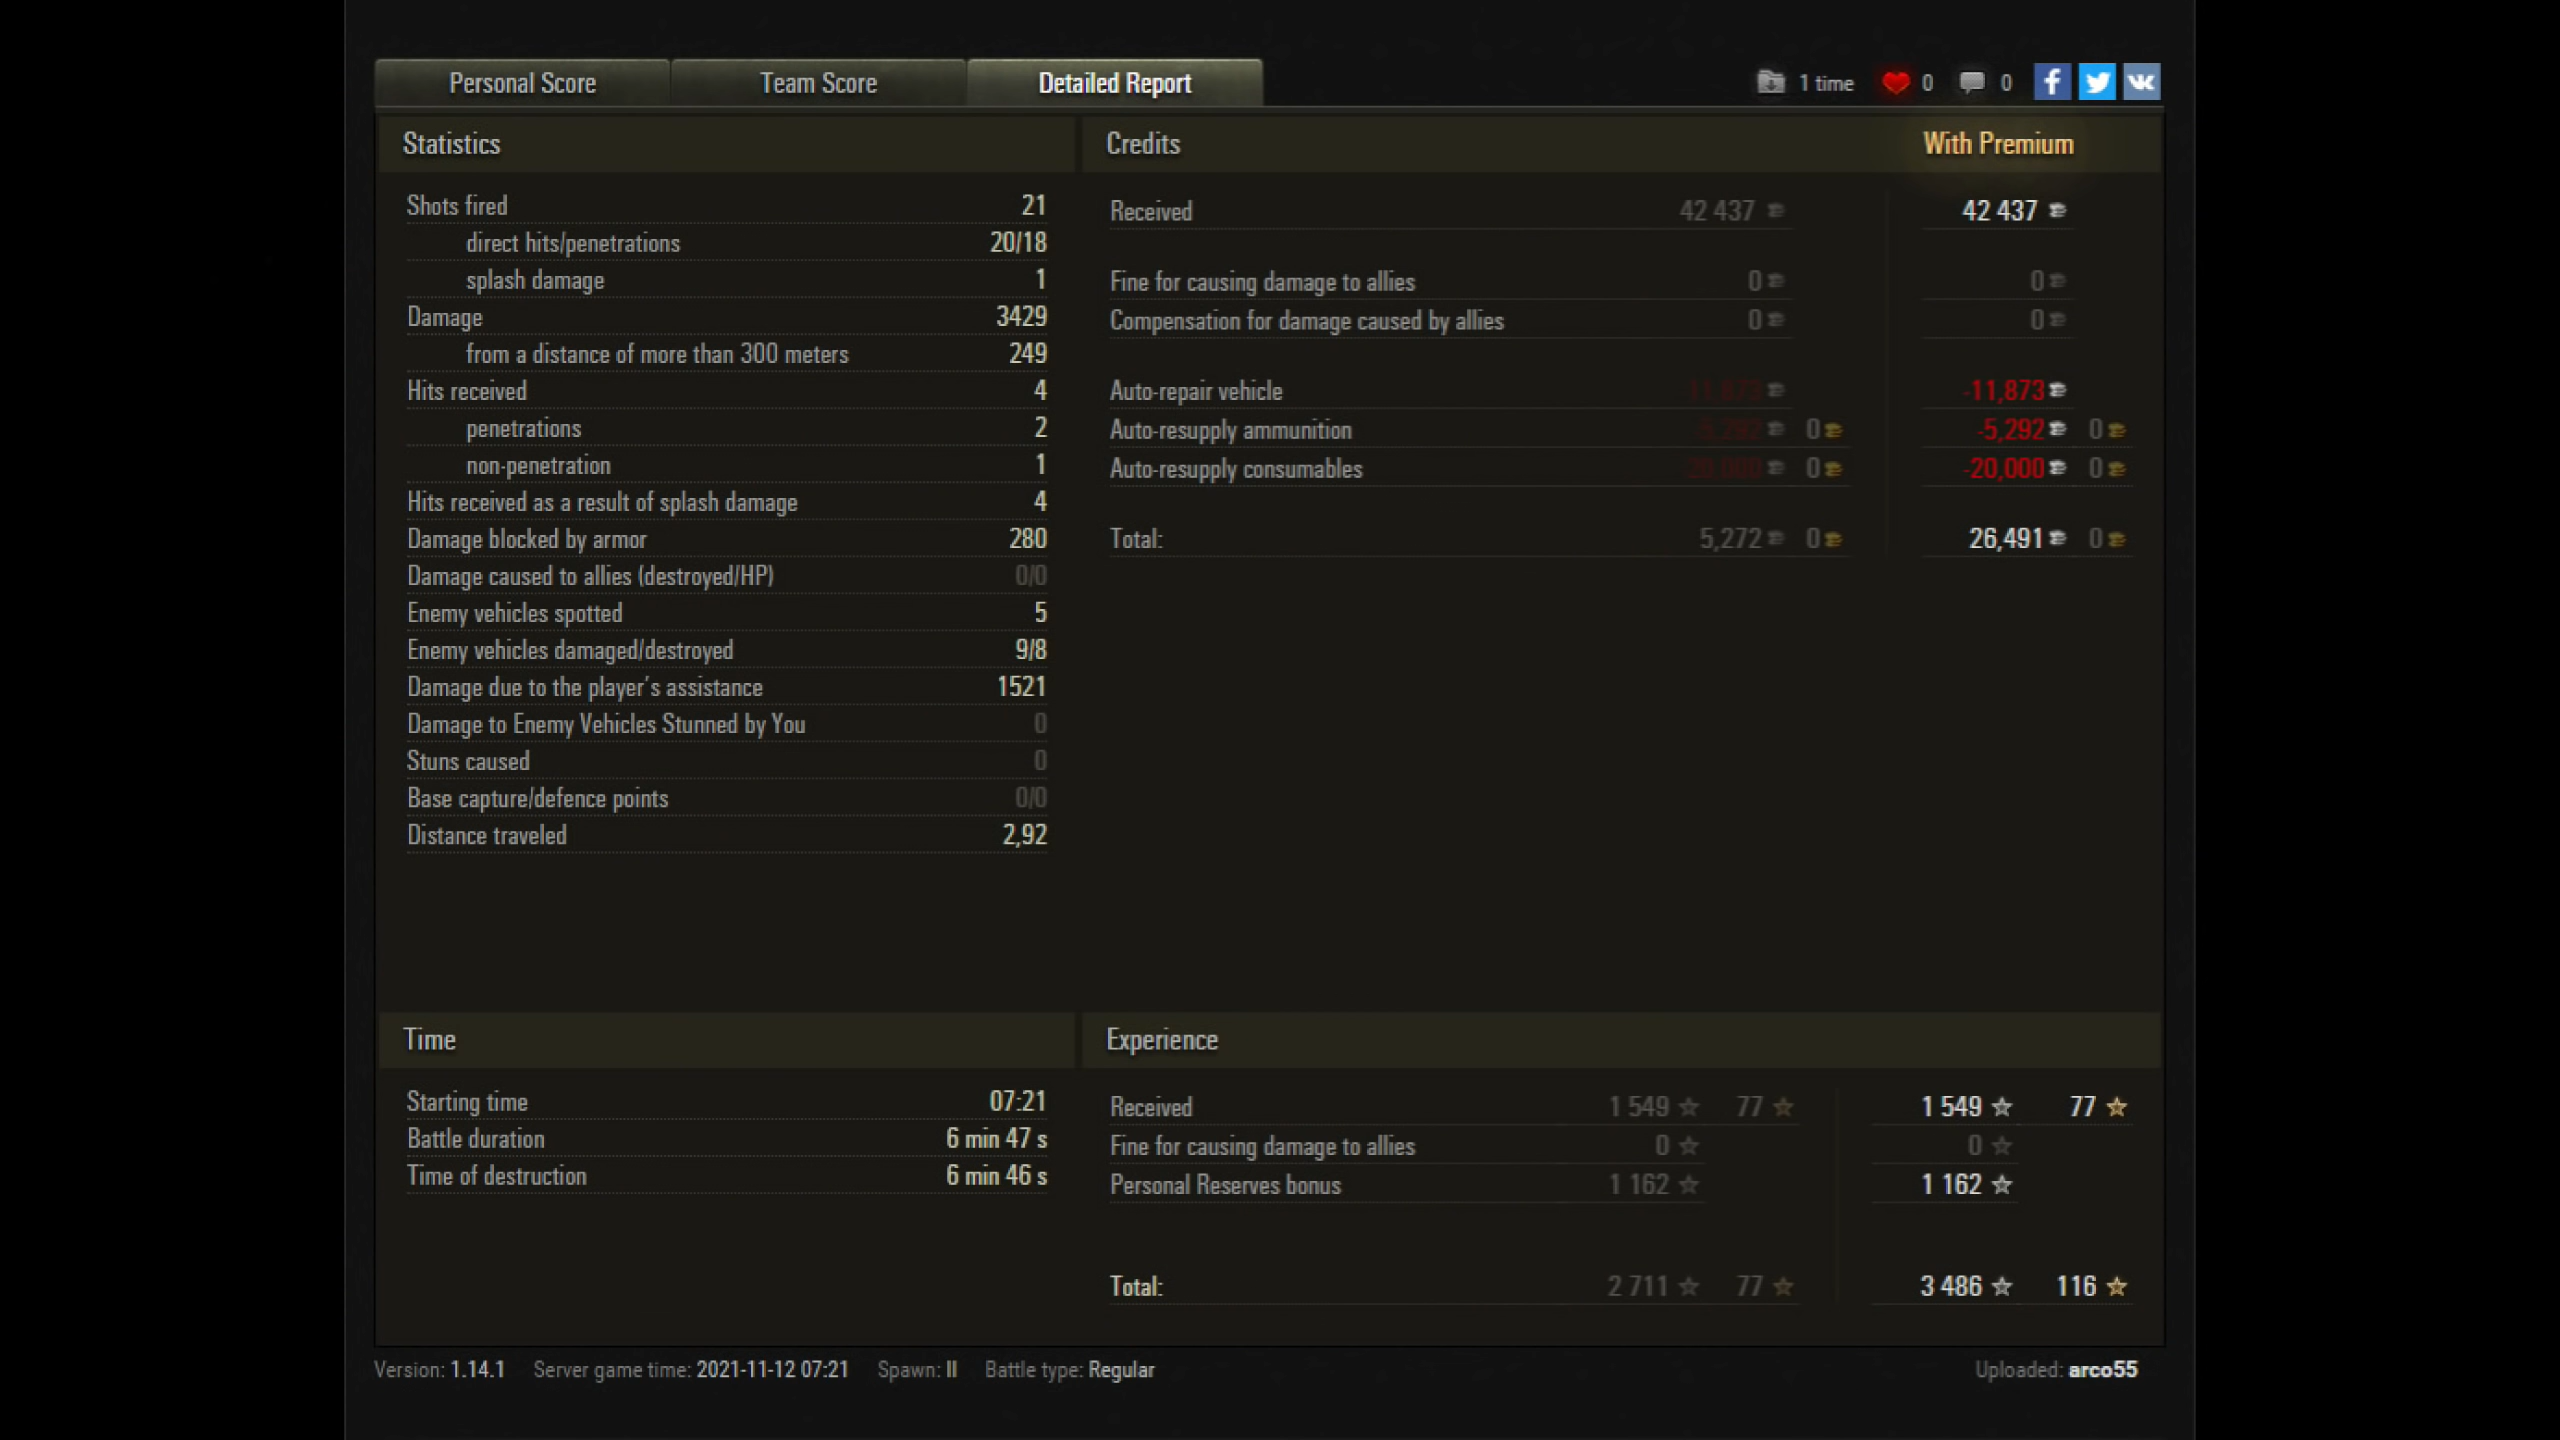 Personal Score Team Score Detailed Report 1 time 0 0
Statistics
Shots fired 21
direct hits/penetrations 20/18
splash damage 1
Damage 3429
from a distance of more than 300 meters 249
Hits received 4
penetrations 2
non-penetration 1
Hits received as a result of splash damage 4
Damage blocked by armor 280
Damage caused to allies (destroyed/HP) 0/0
Enemy vehicles spotted 5
Enemy vehicles damaged/destroyed 9/8
Damage due to the player's assistance 1521
Damage to Enemy Vehicles Stunned by You 0
Stuns caused 0
Base capture/defence points 0/0
Distance traveled 2,92
Credits With Premium
Received 42 437 42 437
Fine for causing damage to allies 0 0
Compensation for damage caused by allies 0 0
Auto-repair vehicle -11,873 -11,873
Auto-resupply ammunition -5,292 0 -5,292 0
Auto-resupply consumables -20,000 0 -20,000 0
Total: 5,272 0 26,491 0
Time
Starting time 07:21
Battle duration 6 min 47 s
Time of destruction 6 min 46 s
Experience
Received 1 549 77 1 549 77
Fine for causing damage to allies 0 0
Personal Reserves bonus 1 162 1 162
Total: 2 711 77 3 486 116
Version: 1.14.1 Server game time: 2021-11-12 07:21 Spawn: II Battle type: Regular Uploaded: arco55